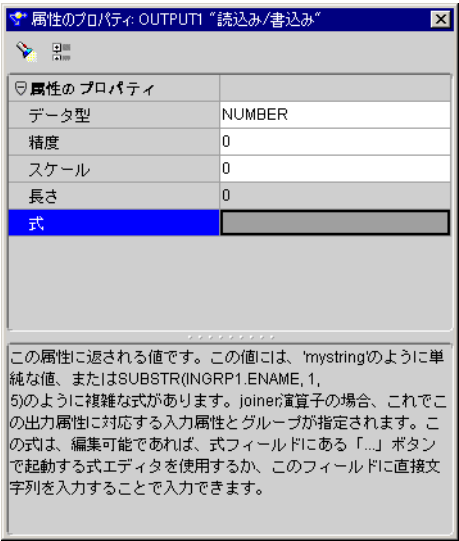 属性のプロパティ: OUTPUT1 "読込み/書込み"
属性の プロパティ
データ型 NUMBER
精度 0
スケール 0
長さ 0
式
この属性に返される値です。この値には、'mystring'のように単
純な値、またはSUBSTR(INGRP1.ENAME, 1,
5)のように複雑な式があります。joiner演算子の場合、これでこ
の出力属性に対応する入力属性とグループが指定されます。こ
の式は、編集可能であれば、式フィールドにある「...」ボタン
で起動する式エディタを使用するか、このフィールドに直接文
字列を入力することで入力できます。